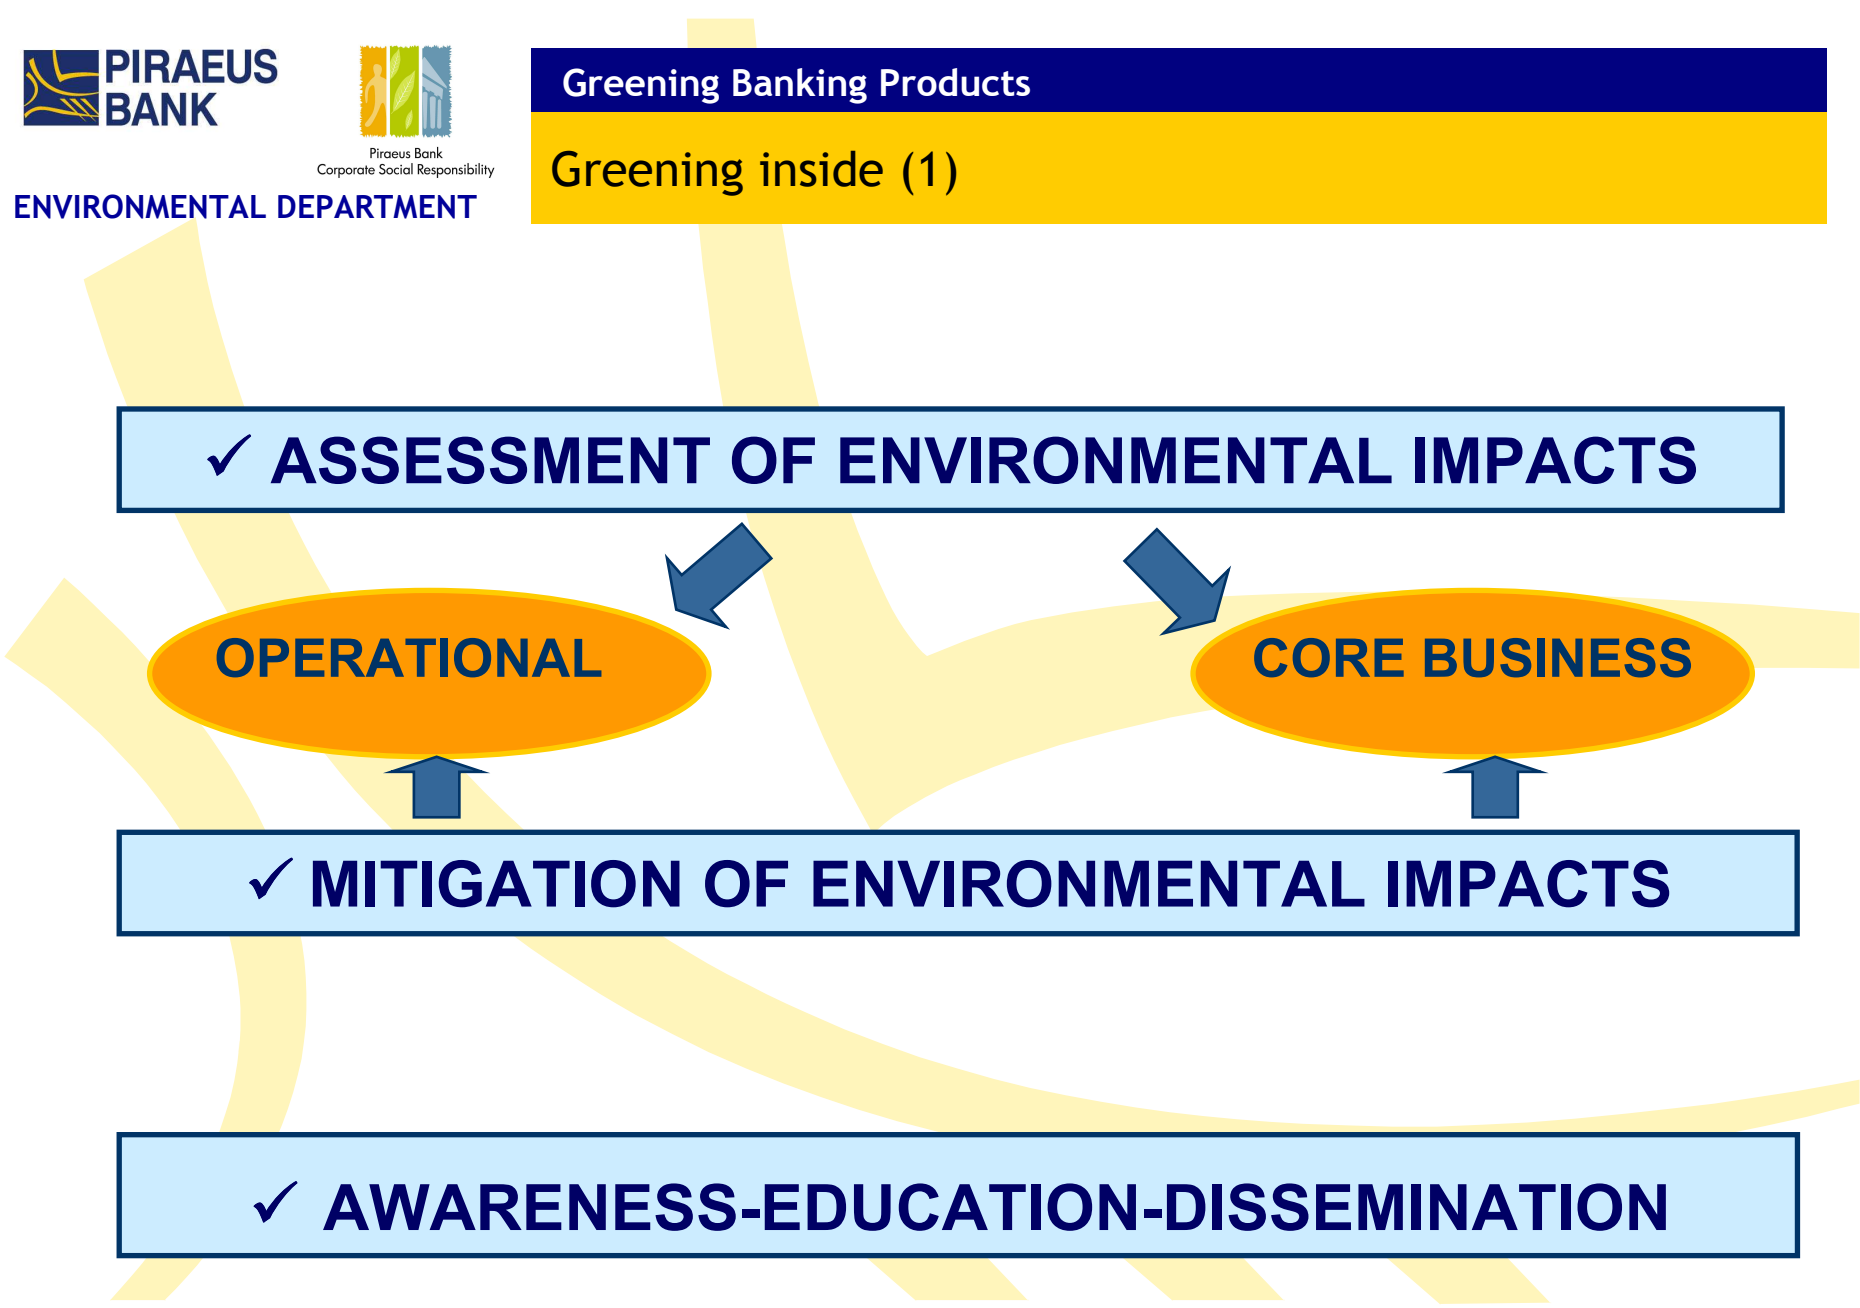 PIRAEUS
BANK
Piraeus Bank
Corporate Social Responsibility
ENVIRONMENTAL DEPARTMENT
Greening Banking Products
Greening inside (1)
✓ ASSESSMENT OF ENVIRONMENTAL IMPACTS
OPERATIONAL
CORE BUSINESS
✓ MITIGATION OF ENVIRONMENTAL IMPACTS
✓ AWARENESS-EDUCATION-DISSEMINATION